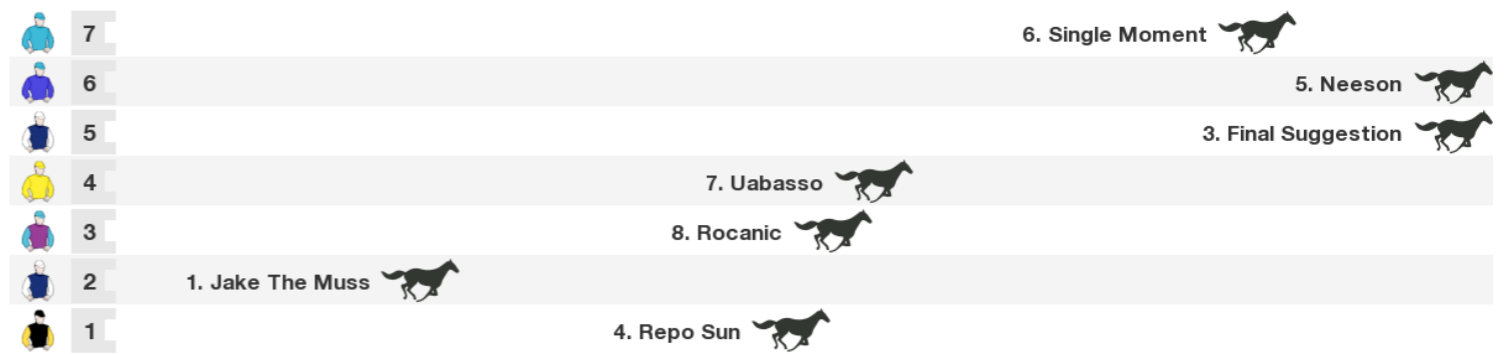 7 6. Single Moment
6 5. Neeson
5 3. Final Suggestion
4 7. Uabasso
3 8. Rocanic
2 1. Jake The Muss
1 4. Repo Sun